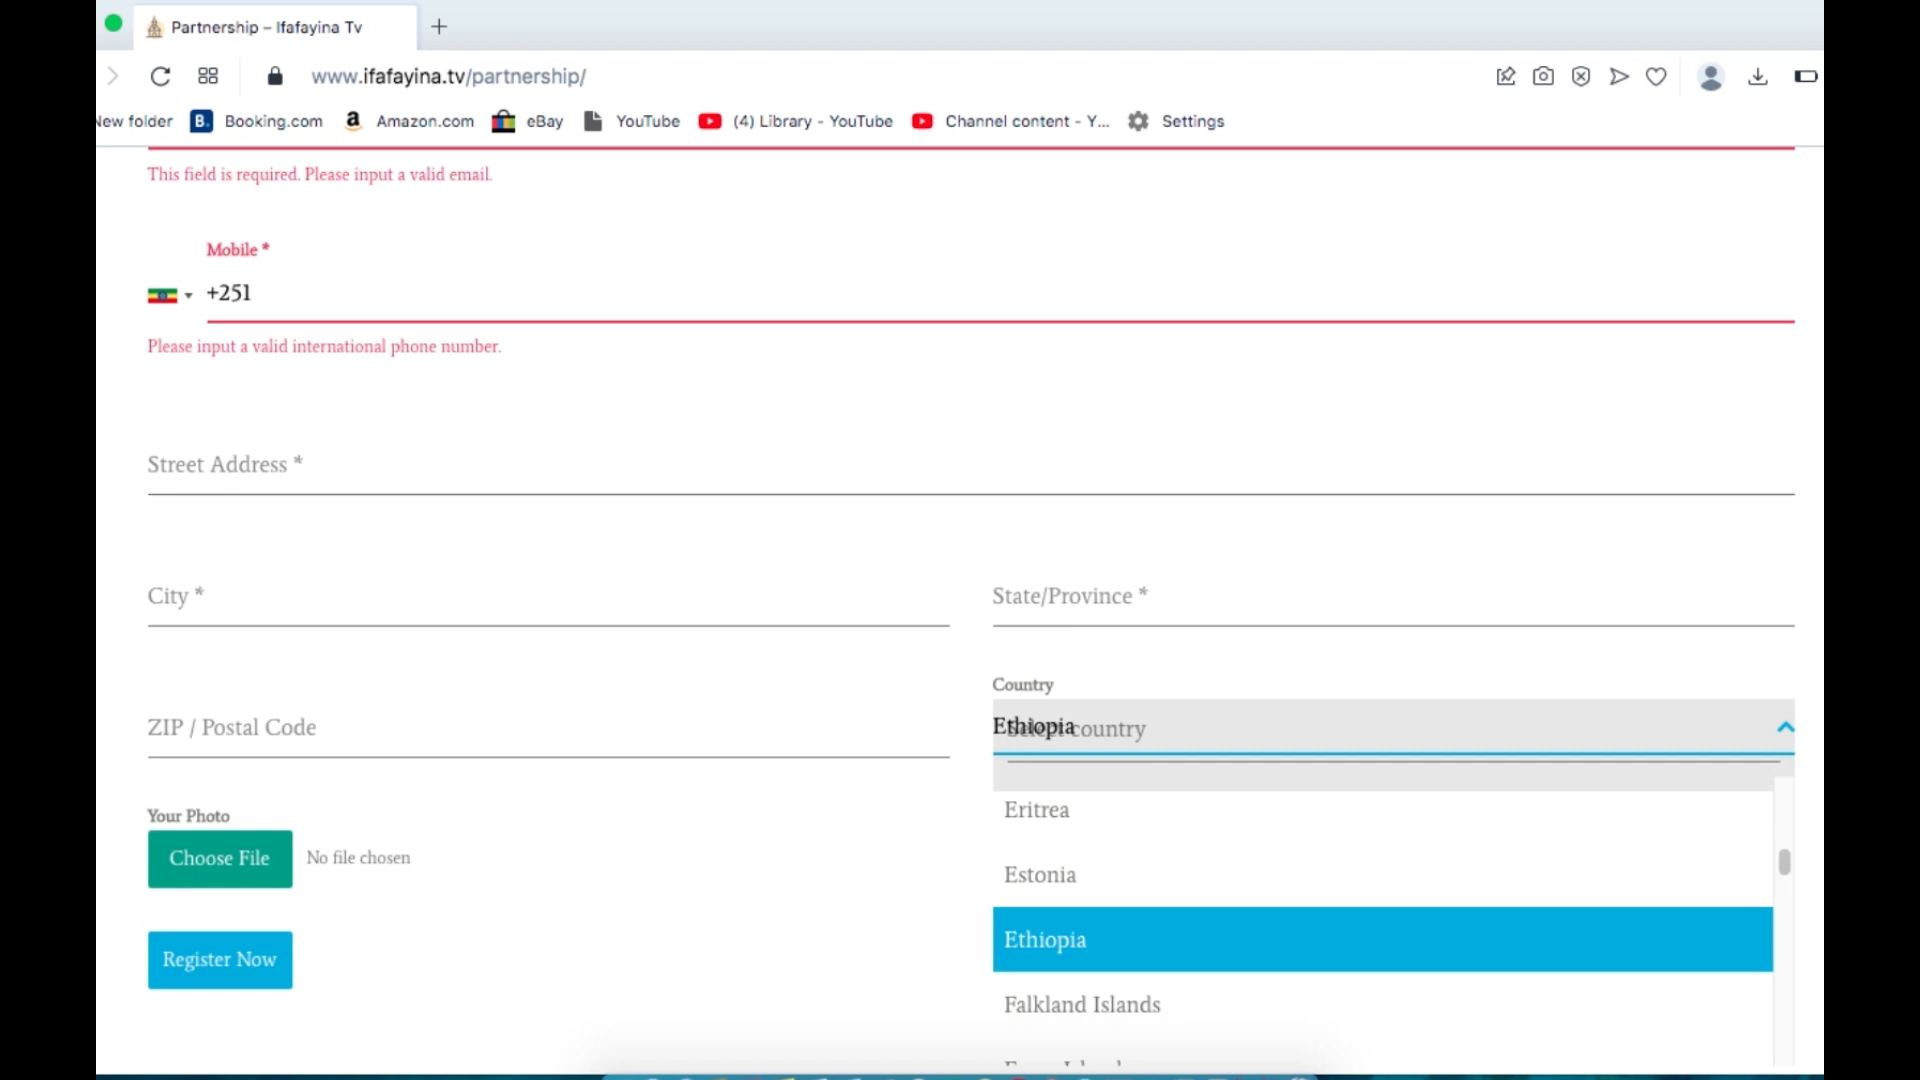 Partnership – Ifafayina Tv
www.ifafayina.tv/partnership/
New folder
B. Booking.com
a Amazon.com
eBay
YouTube
(4) Library - YouTube
Channel content - Y...
Settings
This field is required. Please input a valid email.
Mobile *
+251
Please input a valid international phone number.
Street Address *
City *
State/Province *
Country
ZIP / Postal Code
Ethiopia
Select country
Your Photo
Choose File
No file chosen
Eritrea
Estonia
Ethiopia
Register Now
Falkland Islands